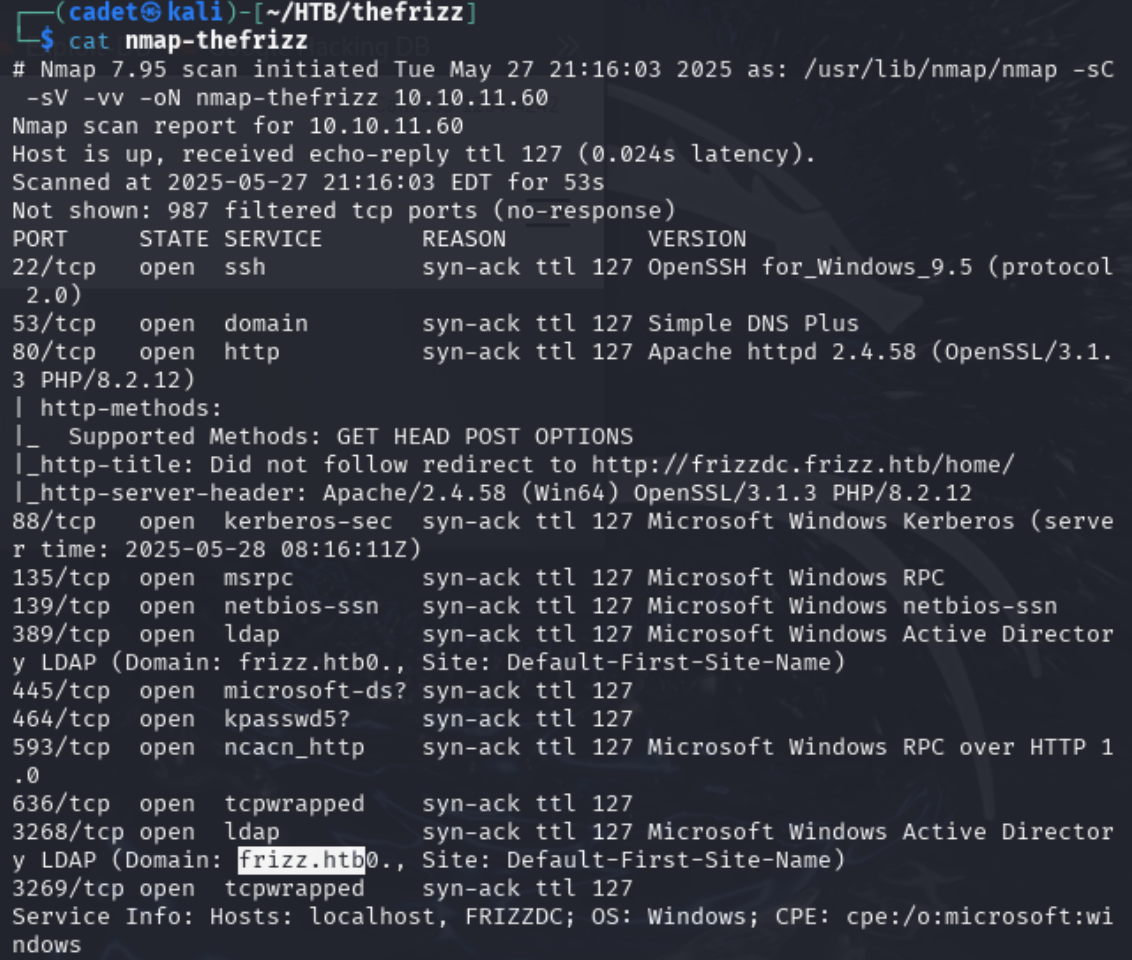 ┌──(cadet㉿kali)-[~/HTB/thefrizz]
└─$ cat nmap-thefrizz
# Nmap 7.95 scan initiated Tue May 27 21:16:03 2025 as: /usr/lib/nmap/nmap -sC
 -sV -vv -oN nmap-thefrizz 10.10.11.60
Nmap scan report for 10.10.11.60
Host is up, received echo-reply ttl 127 (0.024s latency).
Scanned at 2025-05-27 21:16:03 EDT for 53s
Not shown: 987 filtered tcp ports (no-response)
PORT     STATE SERVICE       REASON          VERSION
22/tcp   open  ssh           syn-ack ttl 127 OpenSSH for_Windows_9.5 (protocol
 2.0)
53/tcp   open  domain        syn-ack ttl 127 Simple DNS Plus
80/tcp   open  http          syn-ack ttl 127 Apache httpd 2.4.58 (OpenSSL/3.1.
3 PHP/8.2.12)
| http-methods:
|_  Supported Methods: GET HEAD POST OPTIONS
|_http-title: Did not follow redirect to http://frizzdc.frizz.htb/home/
|_http-server-header: Apache/2.4.58 (Win64) OpenSSL/3.1.3 PHP/8.2.12
88/tcp   open  kerberos-sec  syn-ack ttl 127 Microsoft Windows Kerberos (serve
r time: 2025-05-28 08:16:11Z)
135/tcp  open  msrpc         syn-ack ttl 127 Microsoft Windows RPC
139/tcp  open  netbios-ssn   syn-ack ttl 127 Microsoft Windows netbios-ssn
389/tcp  open  ldap          syn-ack ttl 127 Microsoft Windows Active Director
y LDAP (Domain: frizz.htb0., Site: Default-First-Site-Name)
445/tcp  open  microsoft-ds? syn-ack ttl 127
464/tcp  open  kpasswd5?     syn-ack ttl 127
593/tcp  open  ncacn_http    syn-ack ttl 127 Microsoft Windows RPC over HTTP 1
.0
636/tcp  open  tcpwrapped    syn-ack ttl 127
3268/tcp open  ldap          syn-ack ttl 127 Microsoft Windows Active Director
y LDAP (Domain: frizz.htb0., Site: Default-First-Site-Name)
3269/tcp open  tcpwrapped    syn-ack ttl 127
Service Info: Hosts: localhost, FRIZZDC; OS: Windows; CPE: cpe:/o:microsoft:wi
ndows